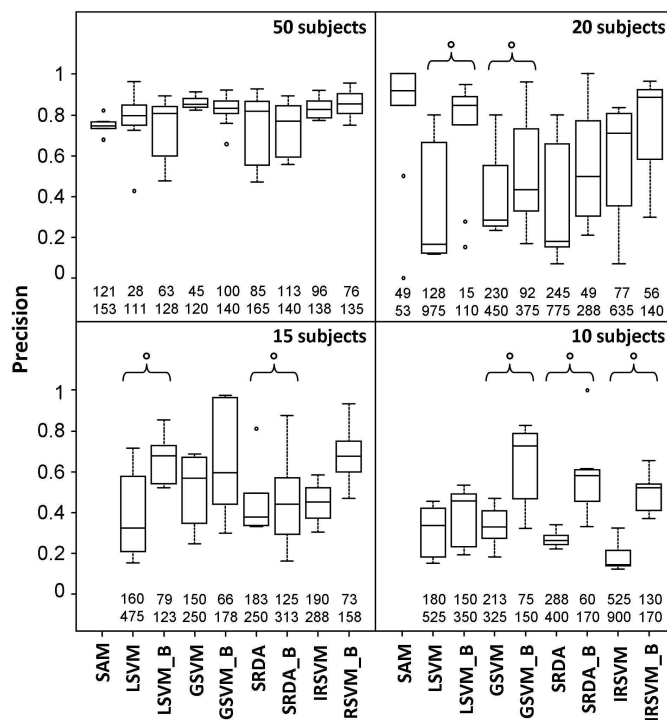 50 subjects 20 subjects
Precision
1
0.8
0.6
0.4
0.2
0
121 28 63 45 100 85 113 96 76
153 111 128 120 140 165 140 138 135
49 128 15 230 92 245 49 77 56
53 975 110 450 375 775 288 635 140
15 subjects 10 subjects
1
0.8
0.6
0.4
0.2
0
160 79 150 66 183 125 190 73
475 123 250 178 250 313 288 158
180 150 213 75 288 60 525 130
525 350 325 150 400 170 900 170
SAM LSVM LSVM_B GSVM GSVM_B SRDA SRDA_B IRSVM RSVM_B
SAM LSVM LSVM_B GSVM GSVM_B SRDA SRDA_B IRSVM IRSVM_B